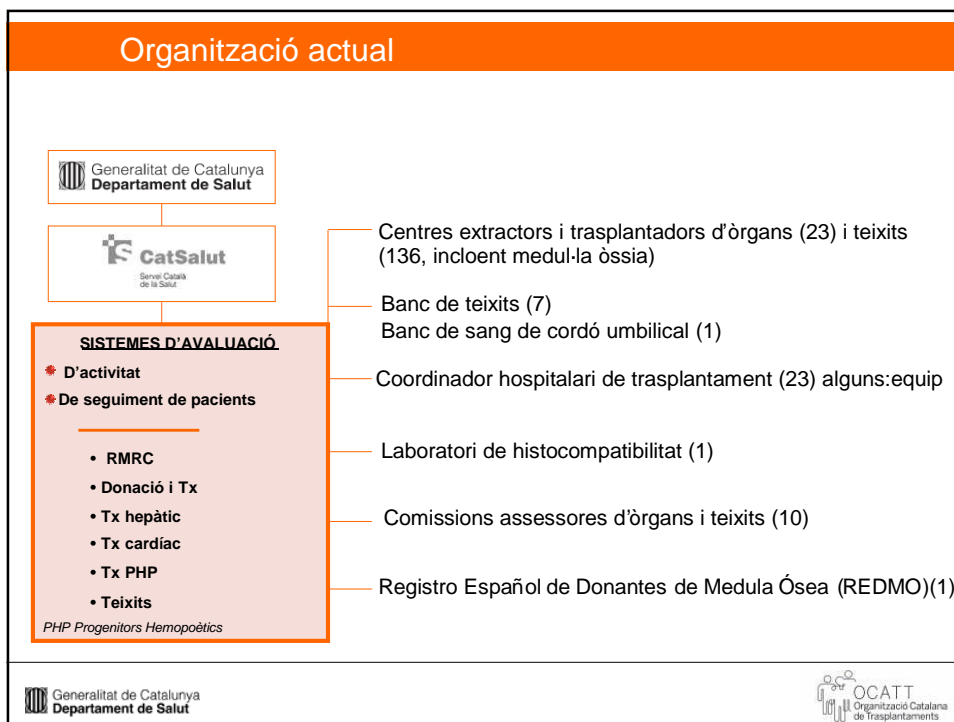 Organització actual
Generalitat de Catalunya
Departament de Salut
CatSalut
Servei Català
de la Salut
SISTEMES D'AVALUACIÓ
D'activitat
De seguiment de pacients
• RMRC
• Donació i Tx
• Tx hepàtic
• Tx cardíac
• Tx PHP
• Teixits
PHP Progenitors Hemopoètics
Centres extractors i trasplantadors d'òrgans (23) i teixits
(136, incloent medul·la òssia)
Banc de teixits (7)
Banc de sang de cordó umbilical (1)
Coordinador hospitalari de trasplantament (23) alguns:equip
Laboratori de histocompatibilitat (1)
Comissions assessores d'òrgans i teixits (10)
Registro Español de Donantes de Medula Ósea (REDMO)(1)
Generalitat de Catalunya
Departament de Salut
OCATT
Organització Catalana
de Trasplantaments